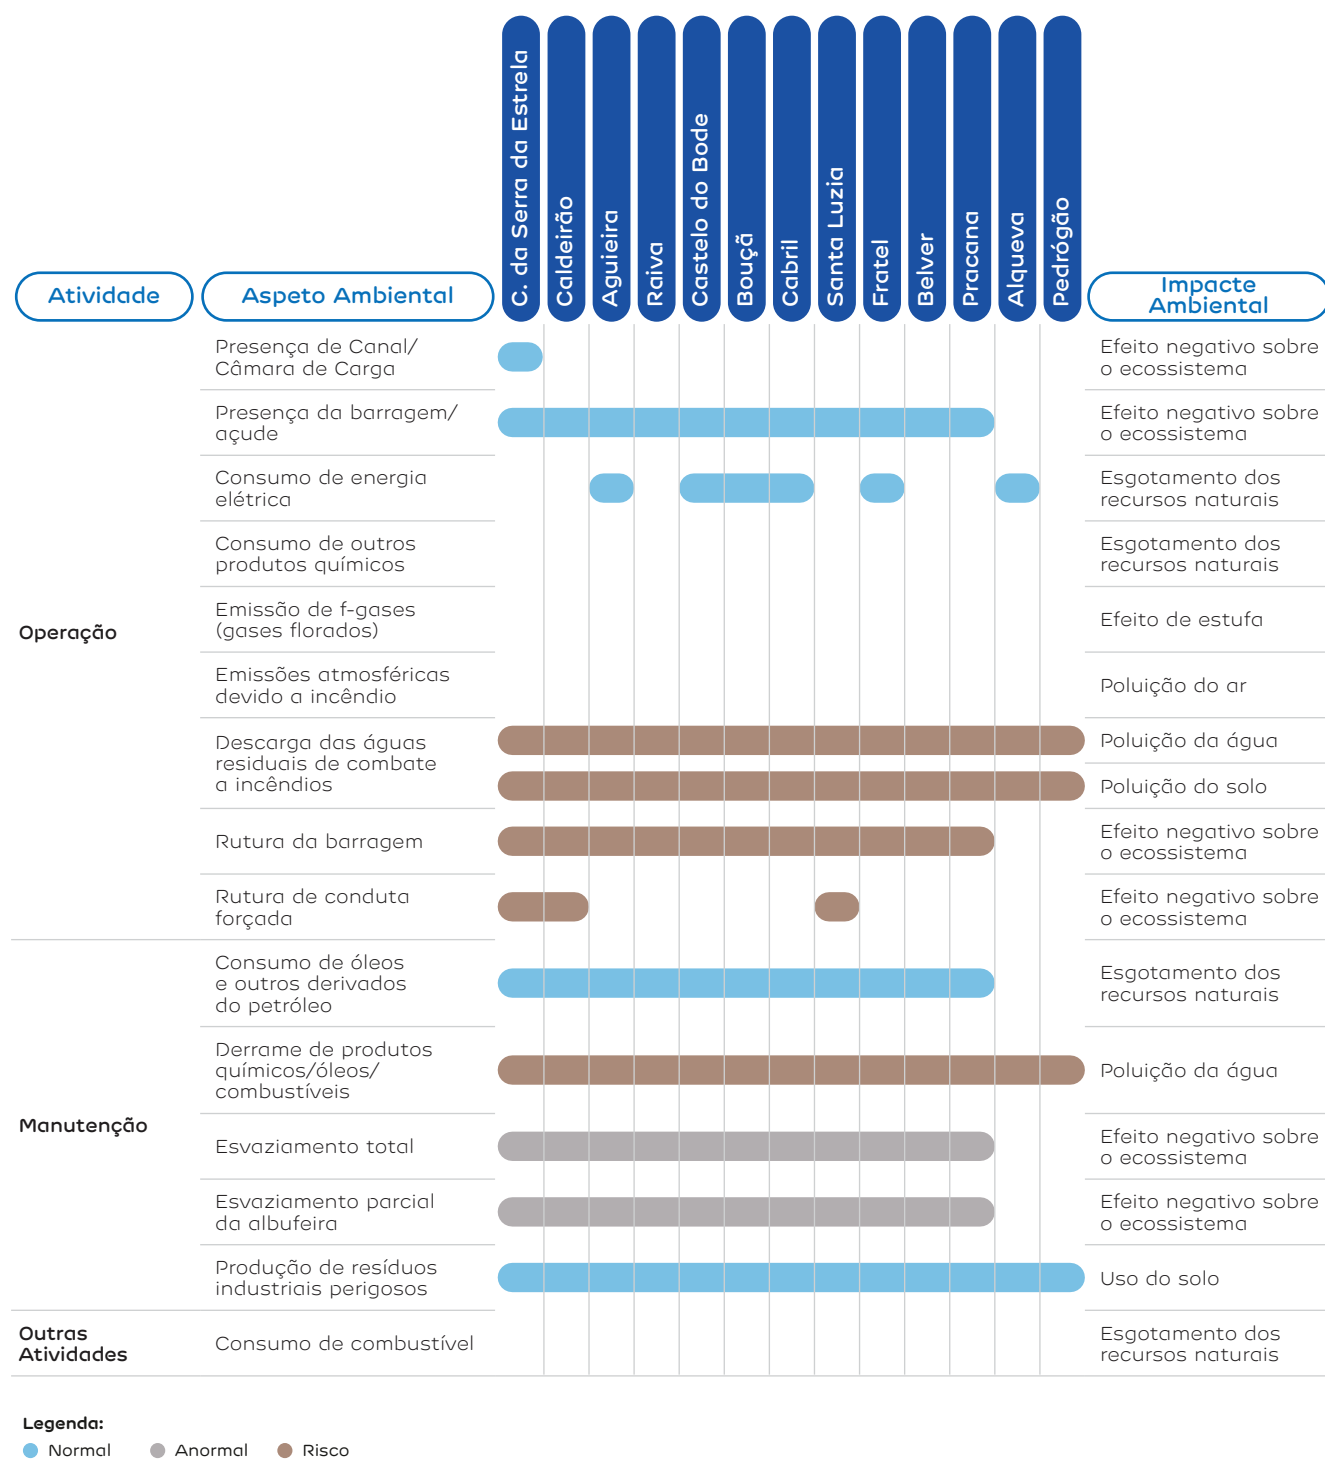 C. da Serra da Estrela
Caldeirão
Aguieira
Raiva
Castelo do Bode
Bouçã
Cabril
Santa Luzia
Fratel
Belver
Pracana
Alqueva
Pedrógão
Atividade
Aspeto Ambiental
Impacte
Ambiental
Operação
Presença de Canal/
Câmara de Carga
Efeito negativo sobre
o ecossistema
Presença da barragem/
açude
Efeito negativo sobre
o ecossistema
Consumo de energia
elétrica
Esgotamento dos
recursos naturais
Consumo de outros
produtos químicos
Esgotamento dos
recursos naturais
Emissão de f-gases
(gases florados)
Efeito de estufa
Emissões atmosféricas
devido a incêndio
Poluição do ar
Descarga das águas
residuais de combate
a incêndios
Poluição da água
Poluição do solo
Rutura da barragem
Efeito negativo sobre
o ecossistema
Rutura de conduta
forçada
Efeito negativo sobre
o ecossistema
Manutenção
Consumo de óleos
e outros derivados
do petróleo
Esgotamento dos
recursos naturais
Derrame de produtos
químicos/óleos/
combustíveis
Poluição da água
Esvaziamento total
Efeito negativo sobre
o ecossistema
Esvaziamento parcial
da albufeira
Efeito negativo sobre
o ecossistema
Produção de resíduos
industriais perigosos
Uso do solo
Outras
Atividades
Consumo de combustível
Esgotamento dos
recursos naturais
Legenda:
Normal
Anormal
Risco